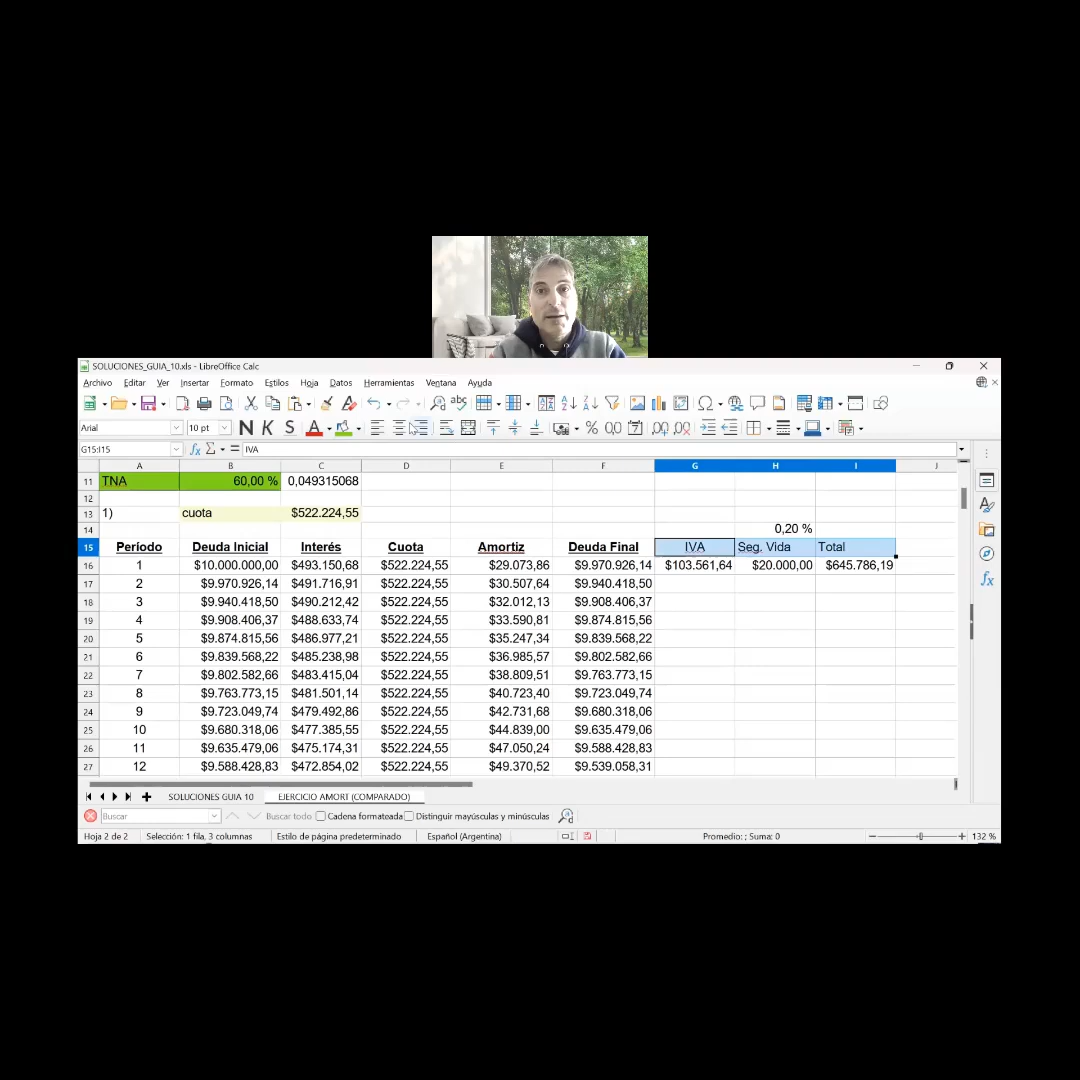 SOLUCIONES_GUIA_10.xls - LibreOffice Calc
Archivo Editar Ver Insertar Formato Estilos Hoja Datos Herramientas Ventana Ayuda
Arial 10 pt N K S
G15:I15 IVA
A B C D E F G H I J
11 TNA 60,00 % 0,049315068
12
13 1) cuota $522.224,55
14 0,20 %
15 Período Deuda Inicial Interés Cuota Amortiz Deuda Final IVA Seg. Vida Total
16 1 $10.000.000,00 $493.150,68 $522.224,55 $29.073,86 $9.970.926,14 $103.561,64 $20.000,00 $645.786,19
17 2 $9.970.926,14 $491.716,91 $522.224,55 $30.507,64 $9.940.418,50
18 3 $9.940.418,50 $490.212,42 $522.224,55 $32.012,13 $9.908.406,37
19 4 $9.908.406,37 $488.633,74 $522.224,55 $33.590,81 $9.874.815,56
20 5 $9.874.815,56 $486.977,21 $522.224,55 $35.247,34 $9.839.568,22
21 6 $9.839.568,22 $485.238,98 $522.224,55 $36.985,57 $9.802.582,66
22 7 $9.802.582,66 $483.415,04 $522.224,55 $38.809,51 $9.763.773,15
23 8 $9.763.773,15 $481.501,14 $522.224,55 $40.723,40 $9.723.049,74
24 9 $9.723.049,74 $479.492,86 $522.224,55 $42.731,68 $9.680.318,06
25 10 $9.680.318,06 $477.385,55 $522.224,55 $44.839,00 $9.635.479,06
26 11 $9.635.479,06 $475.174,31 $522.224,55 $47.050,24 $9.588.428,83
27 12 $9.588.428,83 $472.854,02 $522.224,55 $49.370,52 $9.539.058,31
SOLUCIONES GUIA 10 EJERCICIO AMORT (COMPARADO)
Buscar Buscar todo Cadena formateada Distinguir mayúsculas y minúsculas
Hoja 2 de 2 Selección: 1 fila, 3 columnas Estilo de página predeterminado Español (Argentina) Promedio: ; Suma: 0 132 %